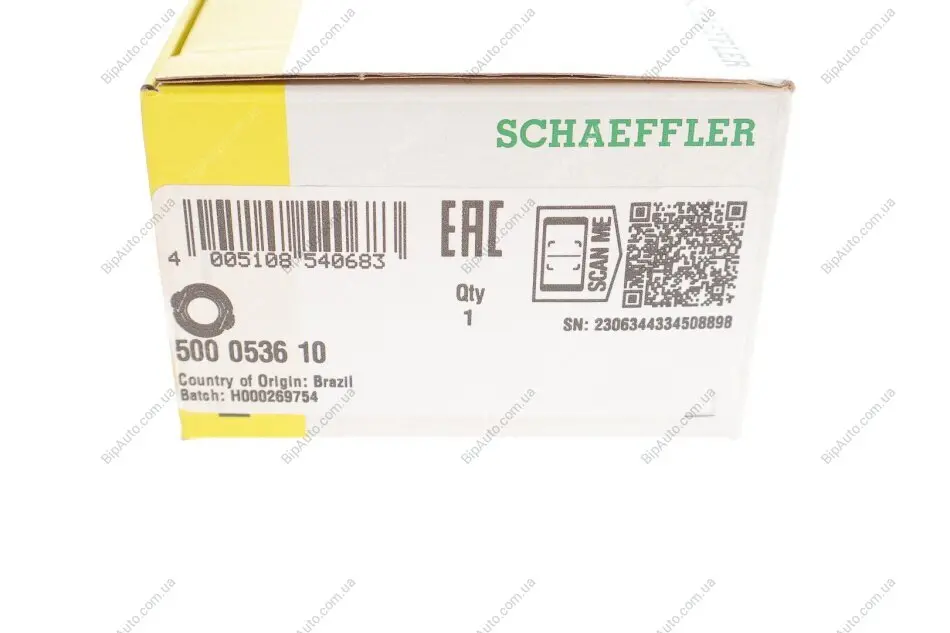 SCHAEFFLER
SCHAEFFLER
4 005108 540683
EAC
SCAN ME
Qty
1
SN: 2306344334508898
500 0536 10
Country of Origin: Brazil
Batch: H000269754
BipAuto.com.ua